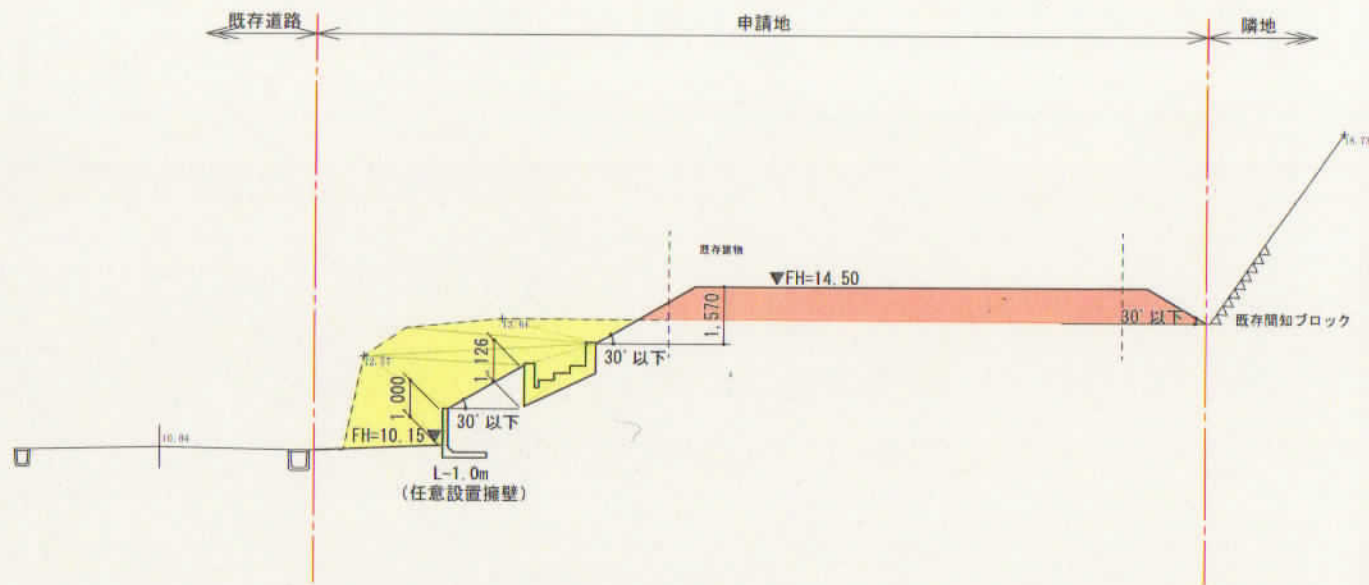 既存道路
申請地
隣地
既存建物
▼FH=14.50
1,570
30°以下
既存間知ブロック
1,126
30°以下
1,000
30°以下
FH=10.15▼
L-1.0m
(任意設置擁壁)